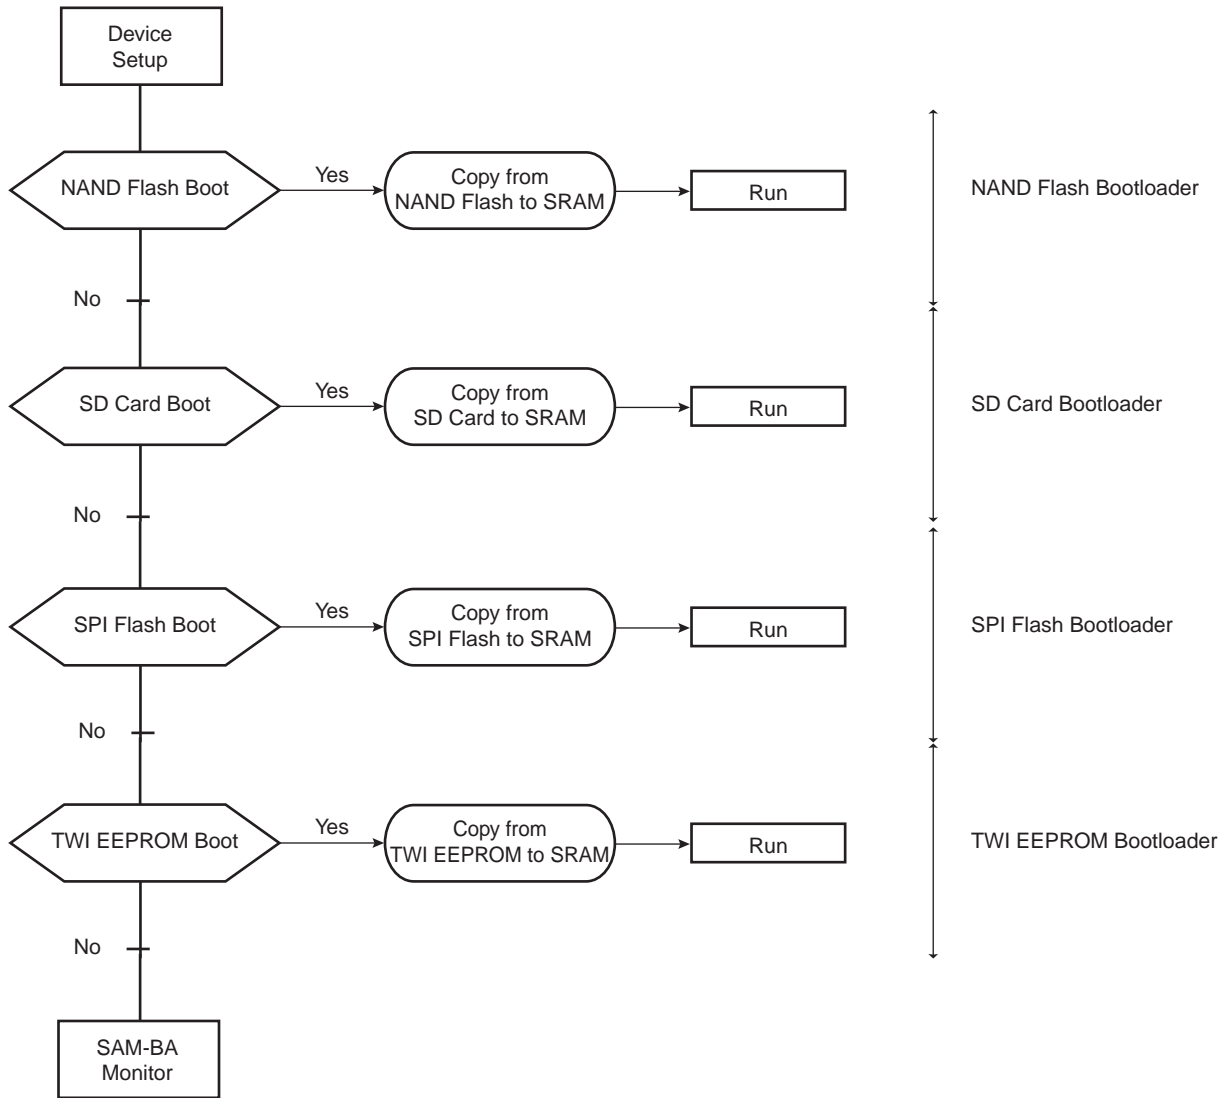 Device
Setup
NAND Flash Boot
Yes
Copy from
NAND Flash to SRAM
Run
NAND Flash Bootloader
No
SD Card Boot
Yes
Copy from
SD Card to SRAM
Run
SD Card Bootloader
No
SPI Flash Boot
Yes
Copy from
SPI Flash to SRAM
Run
SPI Flash Bootloader
No
TWI EEPROM Boot
Yes
Copy from
TWI EEPROM to SRAM
Run
TWI EEPROM Bootloader
No
SAM-BA
Monitor